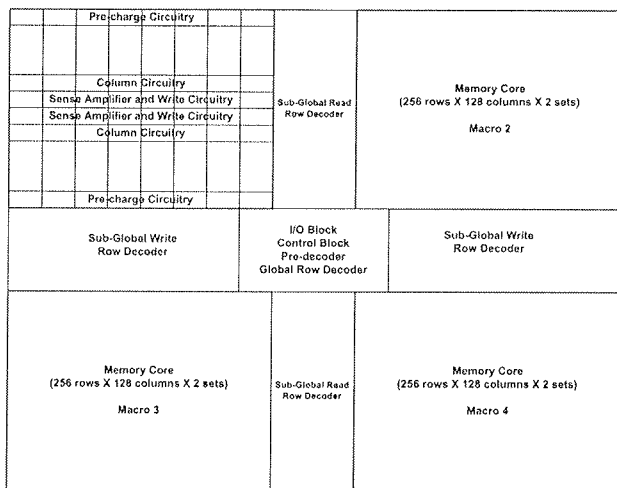 Pre-charge Circuitry
Column Circuitry
Sense Amplifier and Write Circuitry
Sense Amplifier and Write Circuitry
Column Circuitry
Pre-charge Circuitry
Sub-Global Read
Row Decoder
Memory Core
(256 rows X 128 columns X 2 sets)
Macro 2
Sub-Global Write
Row Decoder
I/O Block
Control Block
Pre-decoder
Global Row Decoder
Sub-Global Write
Row Decoder
Memory Core
(256 rows X 128 columns X 2 sets)
Macro 3
Sub-Global Read
Row Decoder
Memory Core
(256 rows X 128 columns X 2 sets)
Macro 4